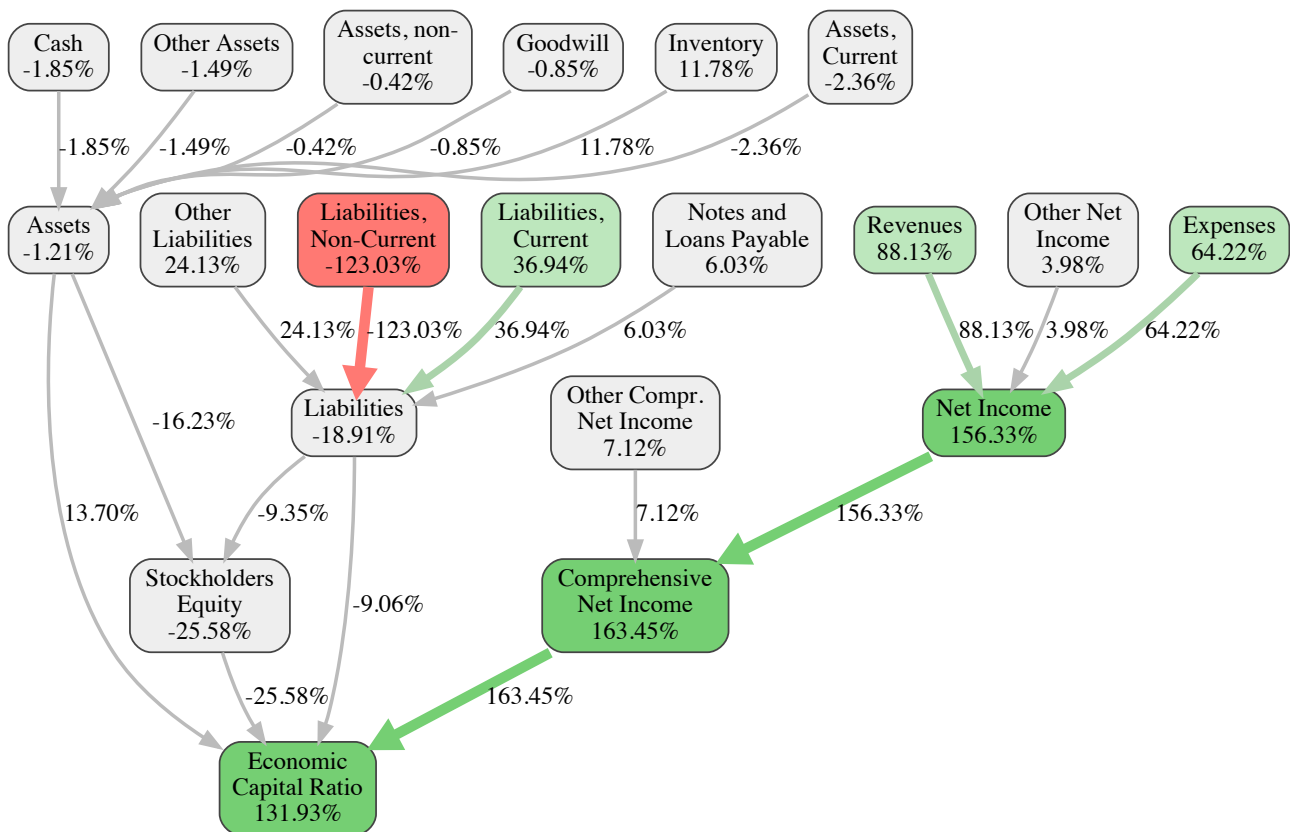 Cash
-1.85%
Other Assets
-1.49%
Assets, non-
current
-0.42%
Goodwill
-0.85%
Inventory
11.78%
Assets,
Current
-2.36%
-1.85%
-1.49%
-0.42%
-0.85%
11.78%
-2.36%
Assets
-1.21%
Other
Liabilities
24.13%
Liabilities,
Non-Current
-123.03%
Liabilities,
Current
36.94%
Notes and
Loans Payable
6.03%
Revenues
88.13%
Other Net
Income
3.98%
Expenses
64.22%
24.13%
-123.03%
36.94%
6.03%
88.13%
3.98%
64.22%
-16.23%
Liabilities
-18.91%
Other Compr.
Net Income
7.12%
Net Income
156.33%
13.70%
-9.35%
7.12%
156.33%
Stockholders
Equity
-25.58%
-9.06%
Comprehensive
Net Income
163.45%
-25.58%
163.45%
Economic
Capital Ratio
131.93%